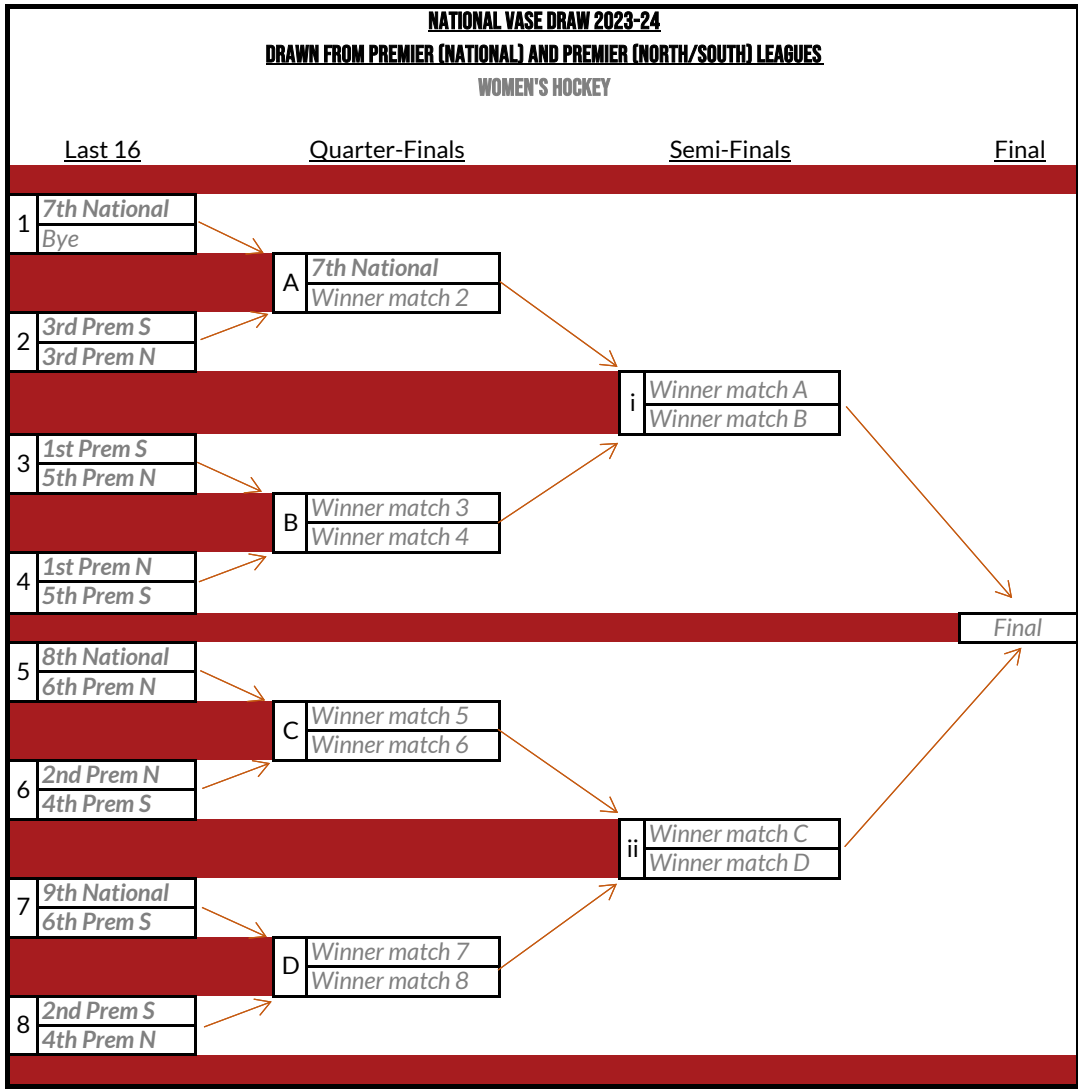 NATIONAL VASE DRAW 2023-24
DRAWN FROM PREMIER (NATIONAL) AND PREMIER (NORTH/SOUTH) LEAGUES
WOMEN'S HOCKEY
Last 16 Quarter-Finals Semi-Finals Final
1
7th National
Bye
A
7th National
Winner match 2
2
3rd Prem S
3rd Prem N
i
Winner match A
Winner match B
3
1st Prem S
5th Prem N
B
Winner match 3
Winner match 4
4
1st Prem N
5th Prem S
Final
5
8th National
6th Prem N
C
Winner match 5
Winner match 6
6
2nd Prem N
4th Prem S
ii
Winner match C
Winner match D
7
9th National
6th Prem S
D
Winner match 7
Winner match 8
8
2nd Prem S
4th Prem N